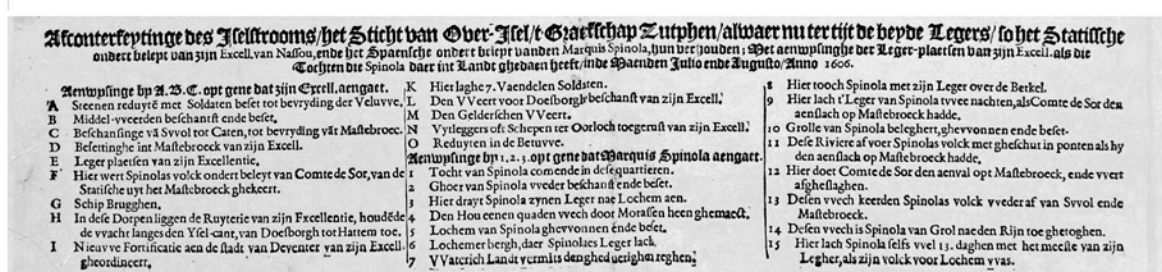 Afconterfeytinge des Jselstrooms/het Sticht van Over-Jsel/t Graefschap Zutphen/alwaer nu ter tijt de beyde Legers/so het Statische
ondert belept van zijn Excell. van Nassou, ende het Spaensche ondert beleyt vanden Marquis Spinola, hun verhouden: Met aenwysinghe der Leger-plaetsen van zijn Excell. als die
Tochten die Spinola daer int Landt ghedaen heeft/inde Maenden Julio ende Augusto/Anno 1606.
Aenwysinge by A.B.C. opt gene dat zijn Excell. aengaet.
A Steenen reduytē met Soldaten beset tot bevryding der Veluvve.
B Middel-vveerden beschanst ende beset.
C Beschansinge vā Svvol tot Caten, tot bevryding vāt Mastebroec.
D Besettinghe int Mastebroeck van zijn Excell.
E Leger plaetsen van zijn Excellentie.
F Hier wert Spinolas volck ondert beleyt van Comte de Sor, van de
Statische uyt het Mastebroeck ghekeert.
G Schip Brugghen.
H In dese Dorpen liggen de Ruyterie van zijn Excellentie, houdēde
de vvacht langes den Ysel-cant, van Doesborgh tot Hattem toe.
I Nieuvve Fortificatie aen de stadt van Deventer van zijn Excell.
gheordineert.
K Hier laghe 7. Vaendelen Soldaten.
L Den VVeert voor Doesborgh beschanst van zijn Excell.
M Den Gelderschen VVeert.
N Vytleggers oft Schepen ter Oorloch toegerust van zijn Excell.
O Reduyten in de Betuvve.
Aenwysinge by 1. 2. 3. opt gene dat Marquis Spinola aengaet.
1 Tocht van Spinola comende in dese quartieren.
2 Ghoer van Spinola vveder beschanst ende beset.
3 Hier drayt Spinola zynen Leger nae Lochem aen.
4 Den Hou eenen quaden vvech door Morassen heen ghemaeckt.
5 Lochem van Spinola ghevvonnen ende beset.
6 Lochemer bergh, daer Spinolaes Leger lach.
7 VVaterich Landt vermits den gheduerighen reghen.
8 Hier tooch Spinola met zijn Leger over de Berkel.
9 Hier lach t'Leger van Spinola tvvee nachten, als Comte de Sor den
aenslach op Mastebroeck hadde.
10 Grolle van Spinola beleghert, ghevvonnen ende beset.
11 Dese Riviere afvoer Spinolas volck met gheschut in ponten als hy
den aenslach op Mastebroeck hadde.
12 Hier doet Comte de Sor den aenval opt Mastebroeck, ende vvert
afgheslaghen.
13 Desen vvech keerden Spinolas volck vveder af van Svvol ende
Mastebroeck.
14 Desen vvech is Spinola van Grol nae den Rijn toe ghetoghen.
15 Hier lach Spinola selfs vvel 13. daghen met het meeste van zijn
Legher, als zijn volck voor Lochem vvas.